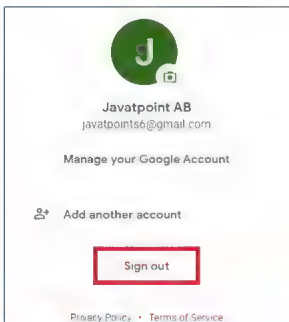 J
Javatpoint AB
javatpoints6@gmail.com
Manage your Google Account
Add another account
Sign out
Privacy Policy • Terms of Service